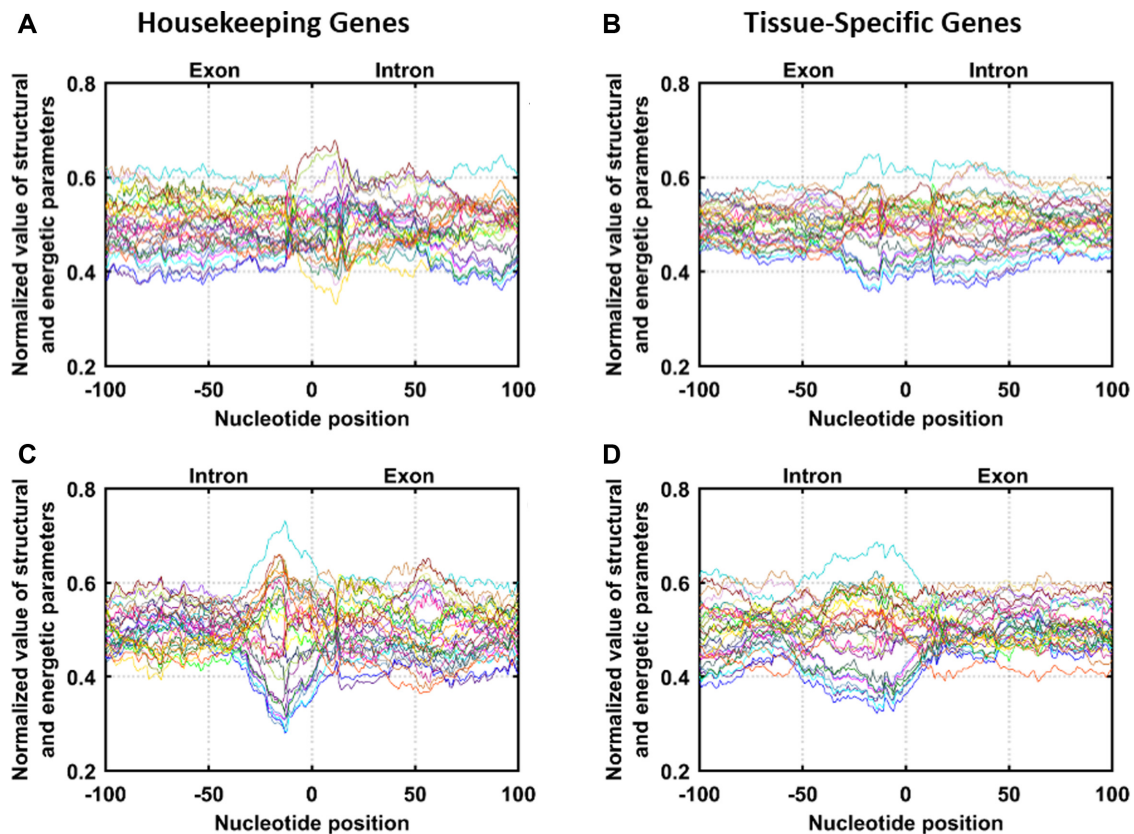 A Housekeeping Genes
B Tissue-Specific Genes
Exon Intron
Exon Intron
Normalized value of structural
and energetic parameters
0.8
0.6
0.4
0.2
-100 -50 0 50 100
Nucleotide position
Normalized value of structural
and energetic parameters
0.8
0.6
0.4
0.2
-100 -50 0 50 100
Nucleotide position
C
D
Intron Exon
Intron Exon
Normalized value of structural
and energetic parameters
0.8
0.6
0.4
0.2
-100 -50 0 50 100
Nucleotide position
Normalized value of structural
and energetic parameters
0.8
0.6
0.4
0.2
-100 -50 0 50 100
Nucleotide position